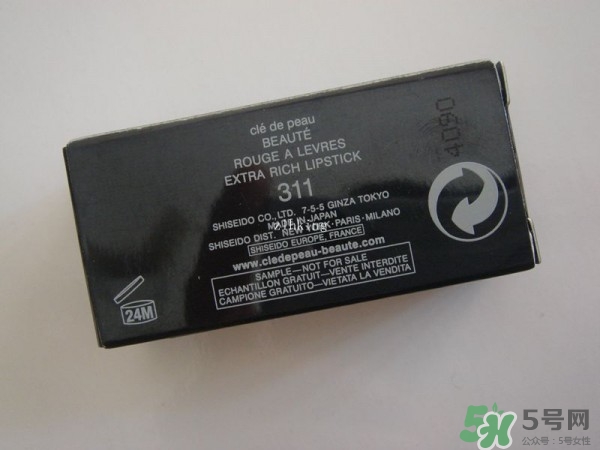 clé de peau
BEAUTÉ
ROUGE A LEVRES
EXTRA RICH LIPSTICK
311
SHISEIDO CO., LTD. 7-5-5 GINZA TOKYO
MADE IN JAPAN
SHISEIDO DIST. NEW YORK・PARIS・MILANO
SHISEIDO EUROPE, FRANCE
www.cledepeau-beaute.com
SAMPLE—NOT FOR SALE
ECHANTILLON GRATUIT—VENTE INTERDITE
CAMPIONE GRATUITO—VIETATA LA VENDITA
24M
5号网
公众号：5号女性